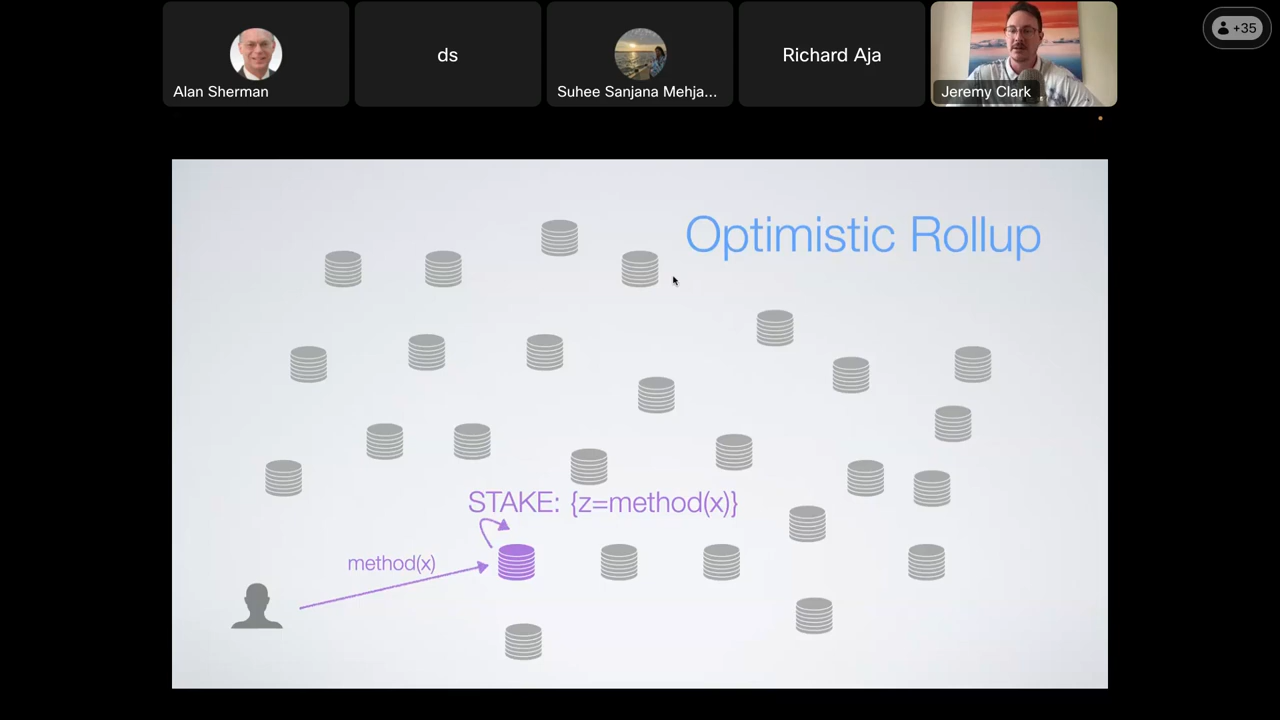 Alan Sherman
ds
Suhee Sanjana Mehja...
Richard Aja
Jeremy Clark
+35
Optimistic Rollup
STAKE: {z=method(x)}
method(x)